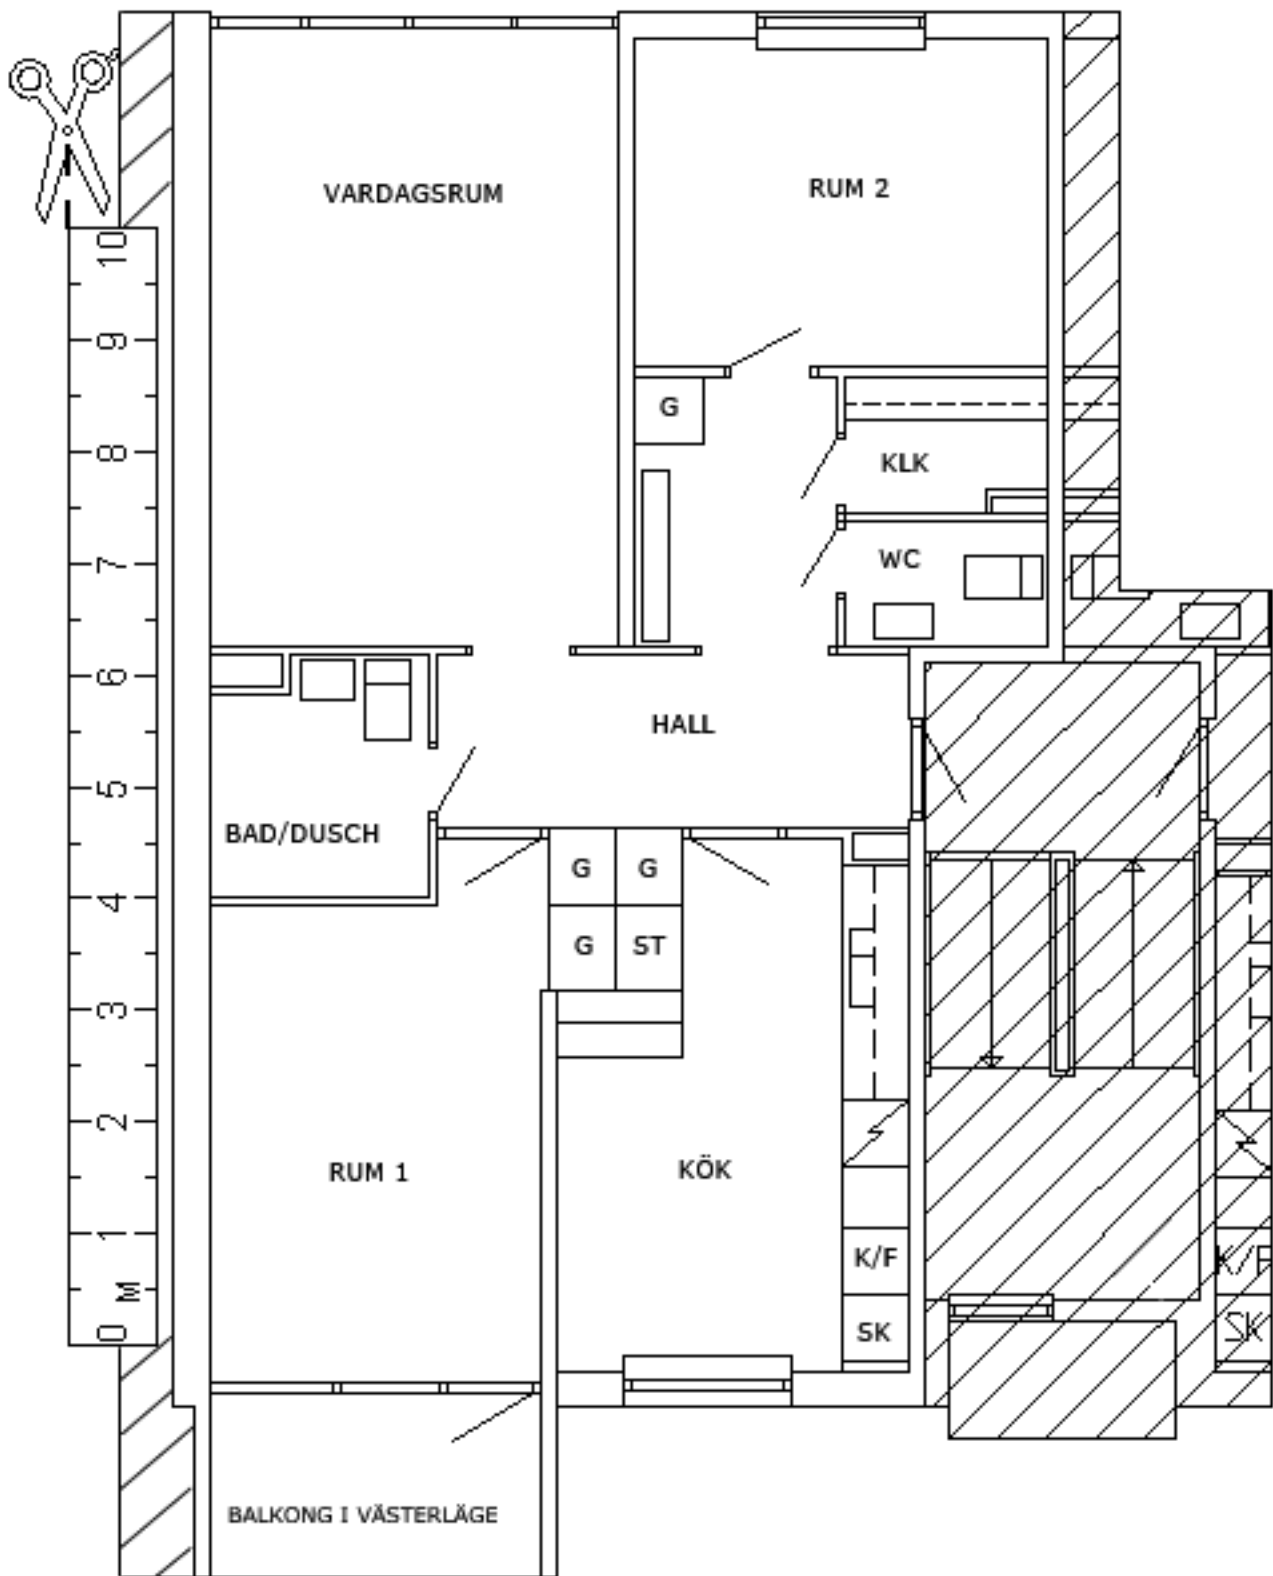 VARDAGSRUM
RUM 2
10
9
8
7
6
5
4
3
2
1
M
0
G
KLK
WC
HALL
BAD/DUSCH
G
G
G
ST
RUM 1
KÖK
K/F
SK
K/F
SK
BALKONG I VÄSTERLÄGE